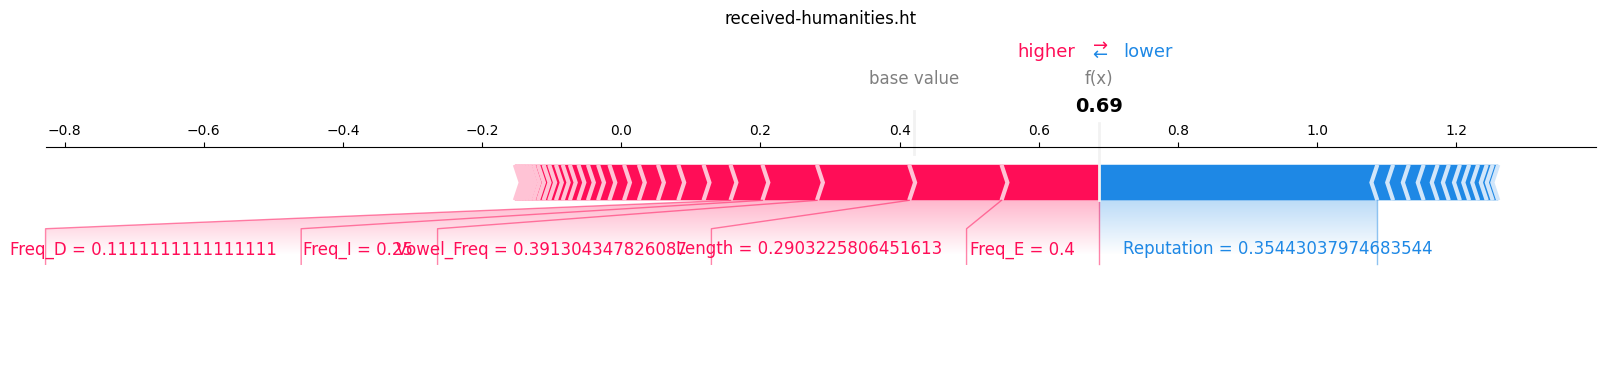 received-humanities.ht
higher ⇄ lower
base value f(x)
0.69
−0.8 −0.6 −0.4 −0.2 0.0 0.2 0.4 0.6 0.8 1.0 1.2
Freq_D = 0.1111111111111111 Freq_I = 0.25 Vowel_Freq = 0.391304347826087 Length = 0.2903225806451613 Freq_E = 0.4 Reputation = 0.35443037974683544